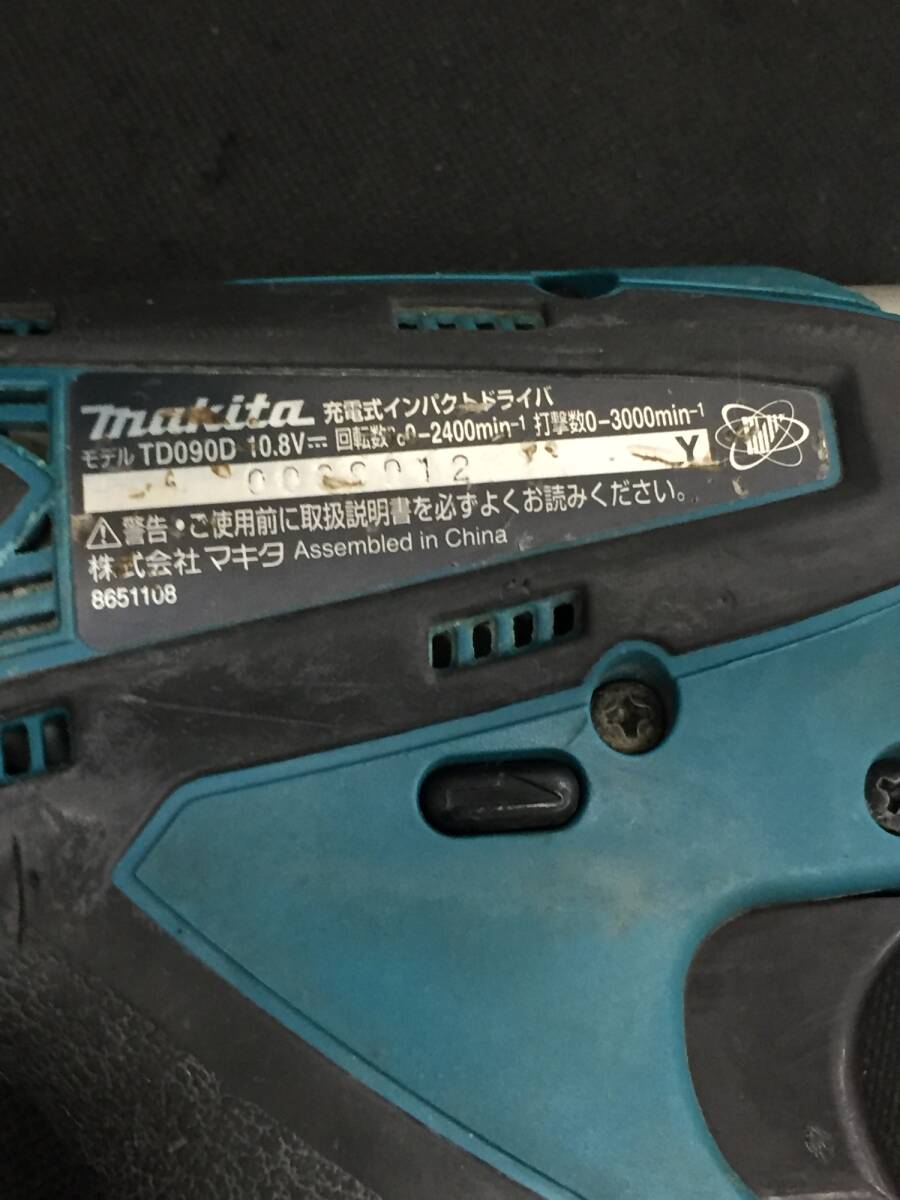 makita 充電式インパクトドライバ
モデル TD090D 10.8V 回転数 0-2400min-1 打撃数0-3000min-1
Y
⚠警告・ご使用前に取扱説明書を必ずよくお読みください。
株式会社マキタ Assembled in China
8651108